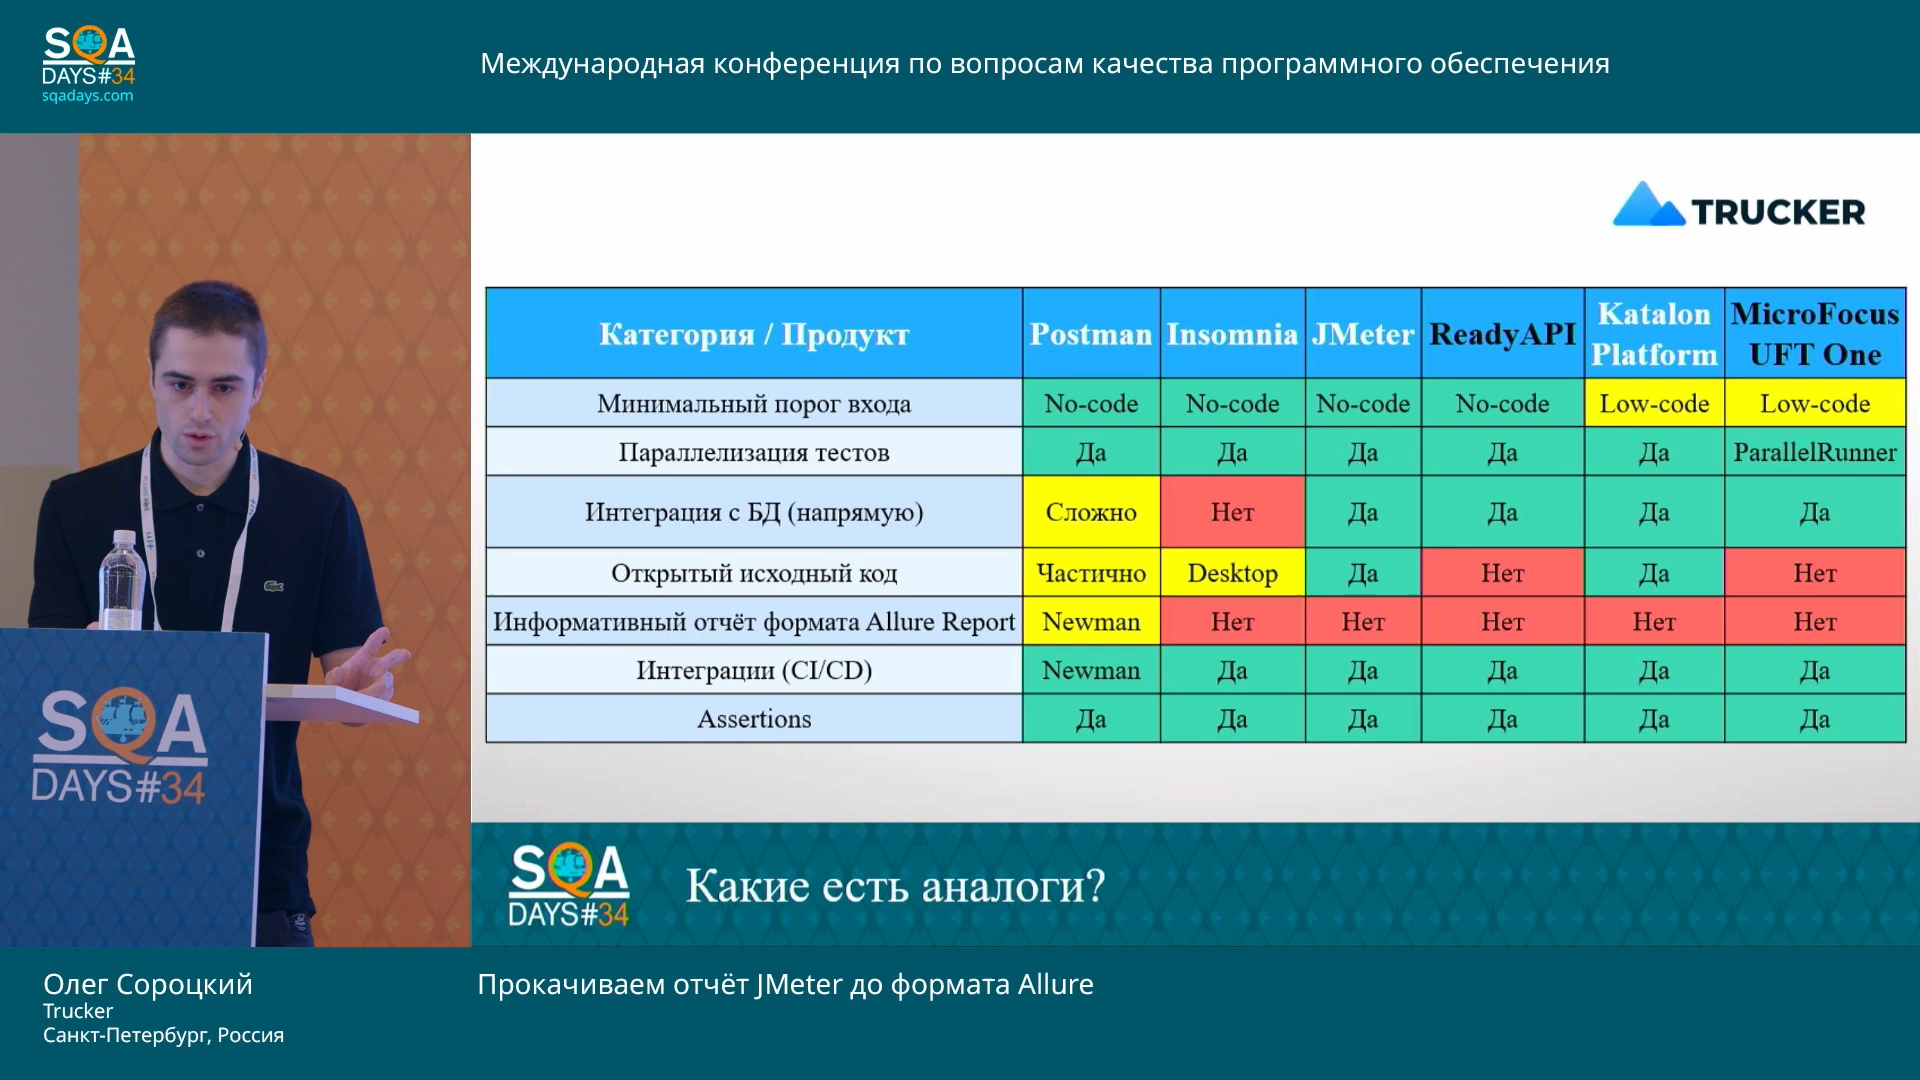 SQA
DAYS#34
sqadays.com
Международная конференция по вопросам качества программного обеспечения
TRUCKER
Категория / Продукт Postman Insomnia JMeter ReadyAPI Katalon Platform MicroFocus UFT One
Минимальный порог входа No-code No-code No-code No-code Low-code Low-code
Параллелизация тестов Да Да Да Да Да ParallelRunner
Интеграция с БД (напрямую) Сложно Нет Да Да Да Да
Открытый исходный код Частично Desktop Да Нет Да Нет
Информативный отчёт формата Allure Report Newman Нет Нет Нет Нет Нет
Интеграции (CI/CD) Newman Да Да Да Да Да
Assertions Да Да Да Да Да Да
SQA
DAYS#34
SQA
DAYS#34
Какие есть аналоги?
Олег Сороцкий
Trucker
Санкт-Петербург, Россия
Прокачиваем отчёт JMeter до формата Allure